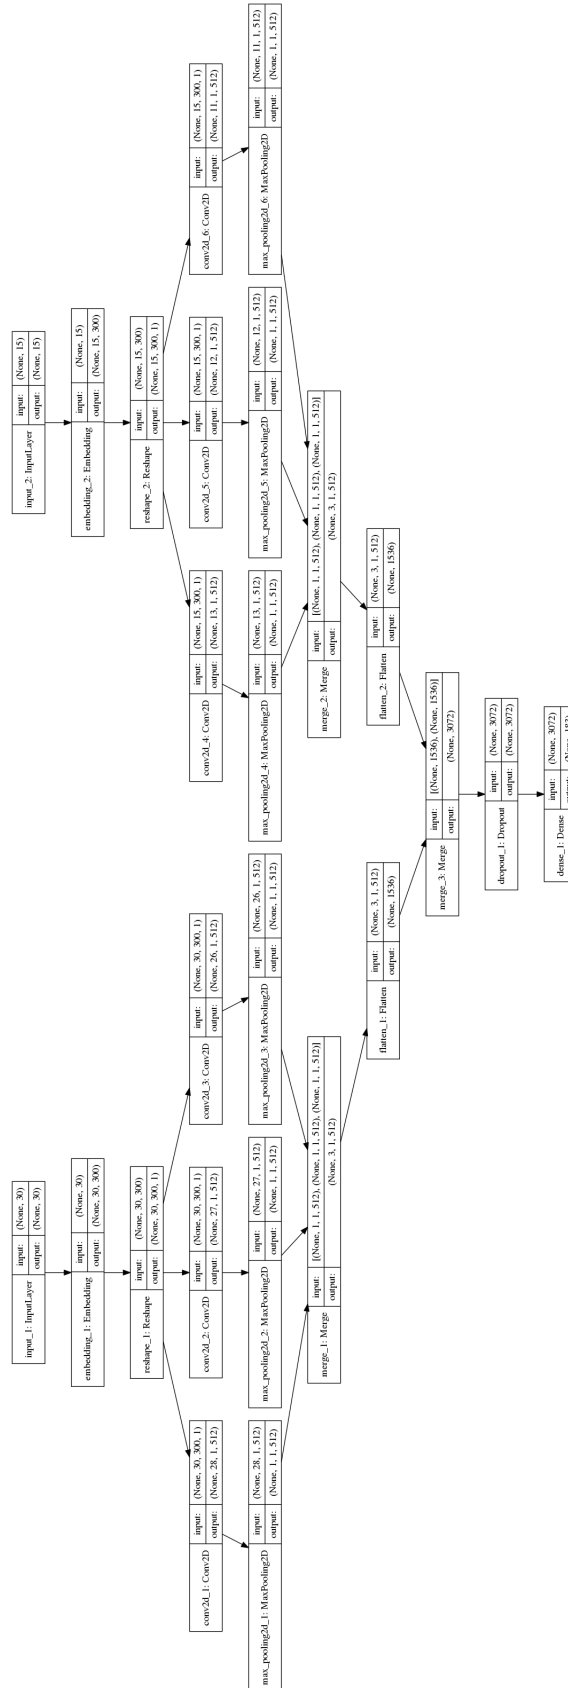 input_1: InputLayer
input: (None, 30)
output: (None, 30)
input_2: InputLayer
input: (None, 15)
output: (None, 15)
embedding_1: Embedding
input: (None, 30)
output: (None, 30, 300)
embedding_2: Embedding
input: (None, 15)
output: (None, 15, 300)
reshape_1: Reshape
input: (None, 30, 300)
output: (None, 30, 300, 1)
reshape_2: Reshape
input: (None, 15, 300)
output: (None, 15, 300, 1)
conv2d_1: Conv2D
input: (None, 30, 300, 1)
output: (None, 28, 1, 512)
conv2d_2: Conv2D
input: (None, 30, 300, 1)
output: (None, 27, 1, 512)
conv2d_3: Conv2D
input: (None, 30, 300, 1)
output: (None, 26, 1, 512)
conv2d_4: Conv2D
input: (None, 15, 300, 1)
output: (None, 13, 1, 512)
conv2d_5: Conv2D
input: (None, 15, 300, 1)
output: (None, 12, 1, 512)
conv2d_6: Conv2D
input: (None, 15, 300, 1)
output: (None, 11, 1, 512)
max_pooling2d_1: MaxPooling2D
input: (None, 28, 1, 512)
output: (None, 1, 1, 512)
max_pooling2d_2: MaxPooling2D
input: (None, 27, 1, 512)
output: (None, 1, 1, 512)
max_pooling2d_3: MaxPooling2D
input: (None, 26, 1, 512)
output: (None, 1, 1, 512)
max_pooling2d_4: MaxPooling2D
input: (None, 13, 1, 512)
output: (None, 1, 1, 512)
max_pooling2d_5: MaxPooling2D
input: (None, 12, 1, 512)
output: (None, 1, 1, 512)
max_pooling2d_6: MaxPooling2D
input: (None, 11, 1, 512)
output: (None, 1, 1, 512)
merge_1: Merge
input: [(None, 1, 1, 512), (None, 1, 1, 512), (None, 1, 1, 512)]
output: (None, 3, 1, 512)
merge_2: Merge
input: [(None, 1, 1, 512), (None, 1, 1, 512), (None, 1, 1, 512)]
output: (None, 3, 1, 512)
flatten_1: Flatten
input: (None, 3, 1, 512)
output: (None, 1536)
flatten_2: Flatten
input: (None, 3, 1, 512)
output: (None, 1536)
merge_3: Merge
input: [(None, 1536), (None, 1536)]
output: (None, 3072)
dropout_1: Dropout
input: (None, 3072)
output: (None, 3072)
dense_1: Dense
input: (None, 3072)